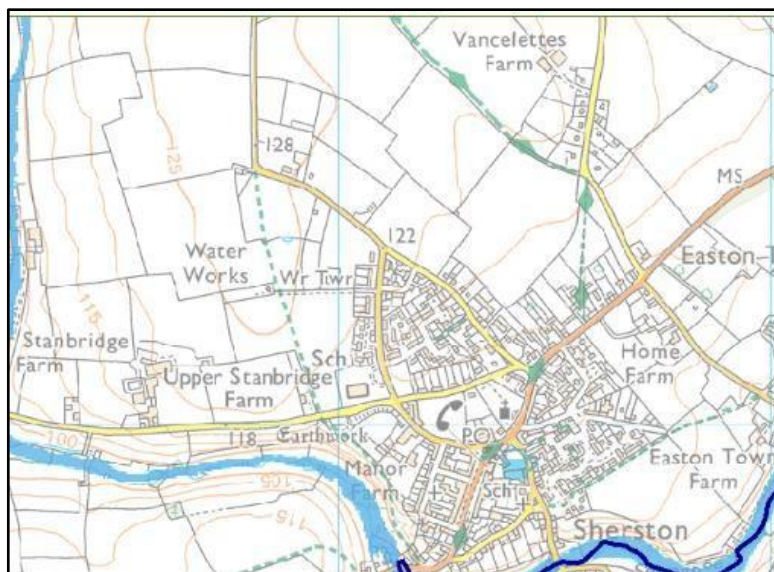 Vancelettes
Farm
128
125
MS
122
Water
Works
Wr Twr
Easton T
115
Stanbridge
Farm
Sch
Upper Stanbridge
Farm
Home
Farm
118
Earthwork
PO
100
Manor
Farm
105
Easton Town
Farm
Sch
115
Sherston